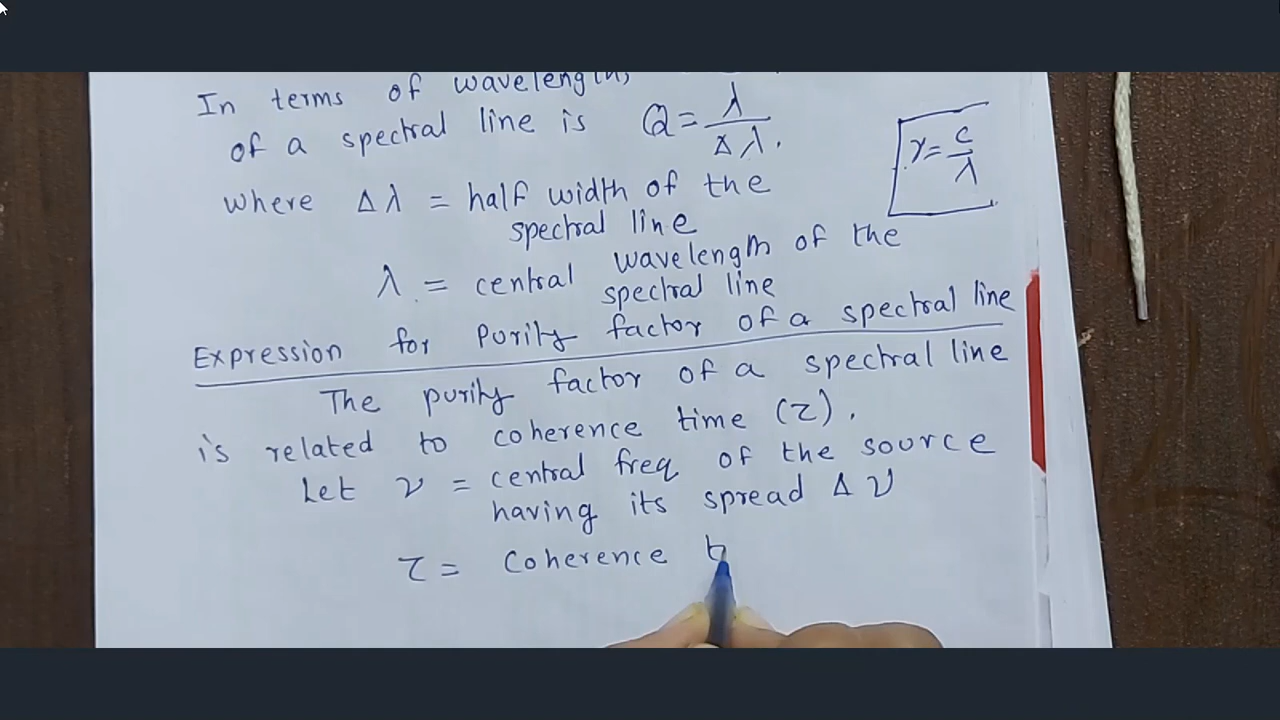 In terms of wavelength,
of a spectral line is Q = λ/Δλ.
ν = c/λ
where Δλ = half width of the
spectral line
λ = central wavelength of the
spectral line
Expression for Purity factor of a spectral line
The purity factor of a spectral line
is related to coherence time (τ).
Let ν = central freq of the source
having its spread Δν
τ = Coherence t